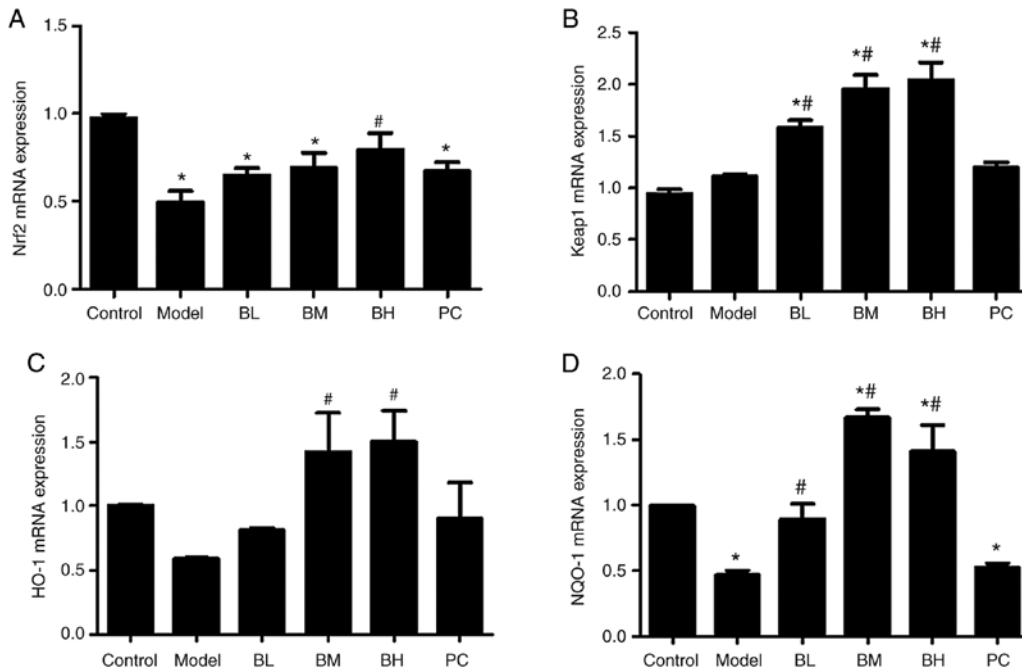 A
Nrf2 mRNA expression
1.5
1.0
0.5
0.0
*
*
*
#
*
Control Model BL BM BH PC
B
Keap1 mRNA expression
2.5
2.0
1.5
1.0
0.5
0.0
*#
*#
*#
Control Model BL BM BH PC
C
HO-1 mRNA expression
2.0
1.5
1.0
0.5
0.0
#
#
Control Model BL BM BH PC
D
NQO-1 mRNA expression
2.0
1.5
1.0
0.5
0.0
*
#
*#
*#
*
Control Model BL BM BH PC